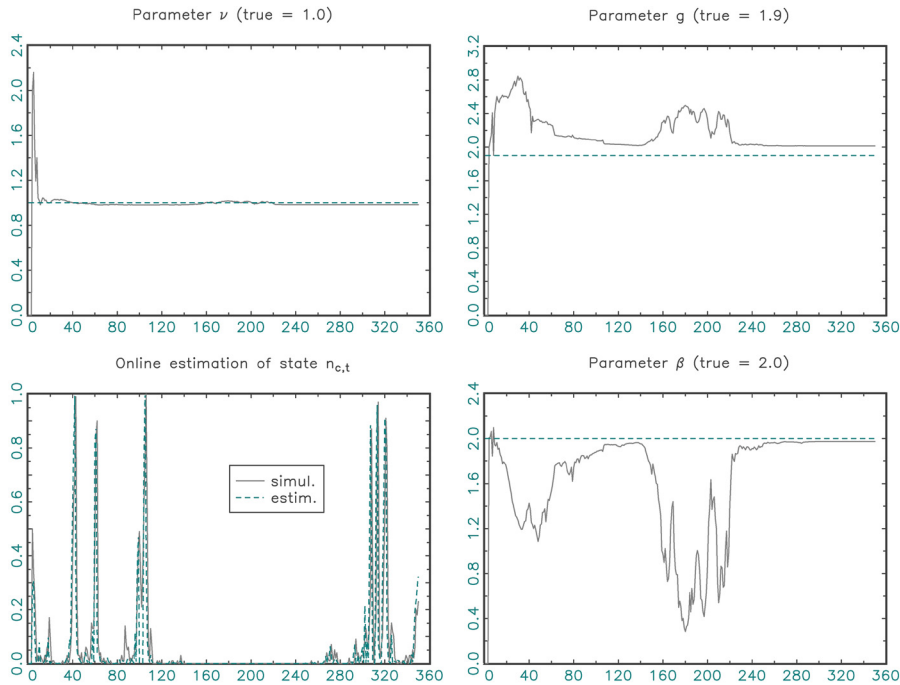 Parameter ν (true = 1.0)
2.4
2.0
1.6
1.2
0.8
0.4
0.0
0 40 80 120 160 200 240 280 320 360
Parameter g (true = 1.9)
3.2
2.8
2.4
2.0
1.6
1.2
0.8
0.4
0.0
0 40 80 120 160 200 240 280 320 360
Online estimation of state n_c,t
1.0
0.8
0.6
0.4
0.2
0.0
simul.
estim.
0 40 80 120 160 200 240 280 320 360
Parameter β (true = 2.0)
2.4
2.0
1.6
1.2
0.8
0.4
0.0
0 40 80 120 160 200 240 280 320 360